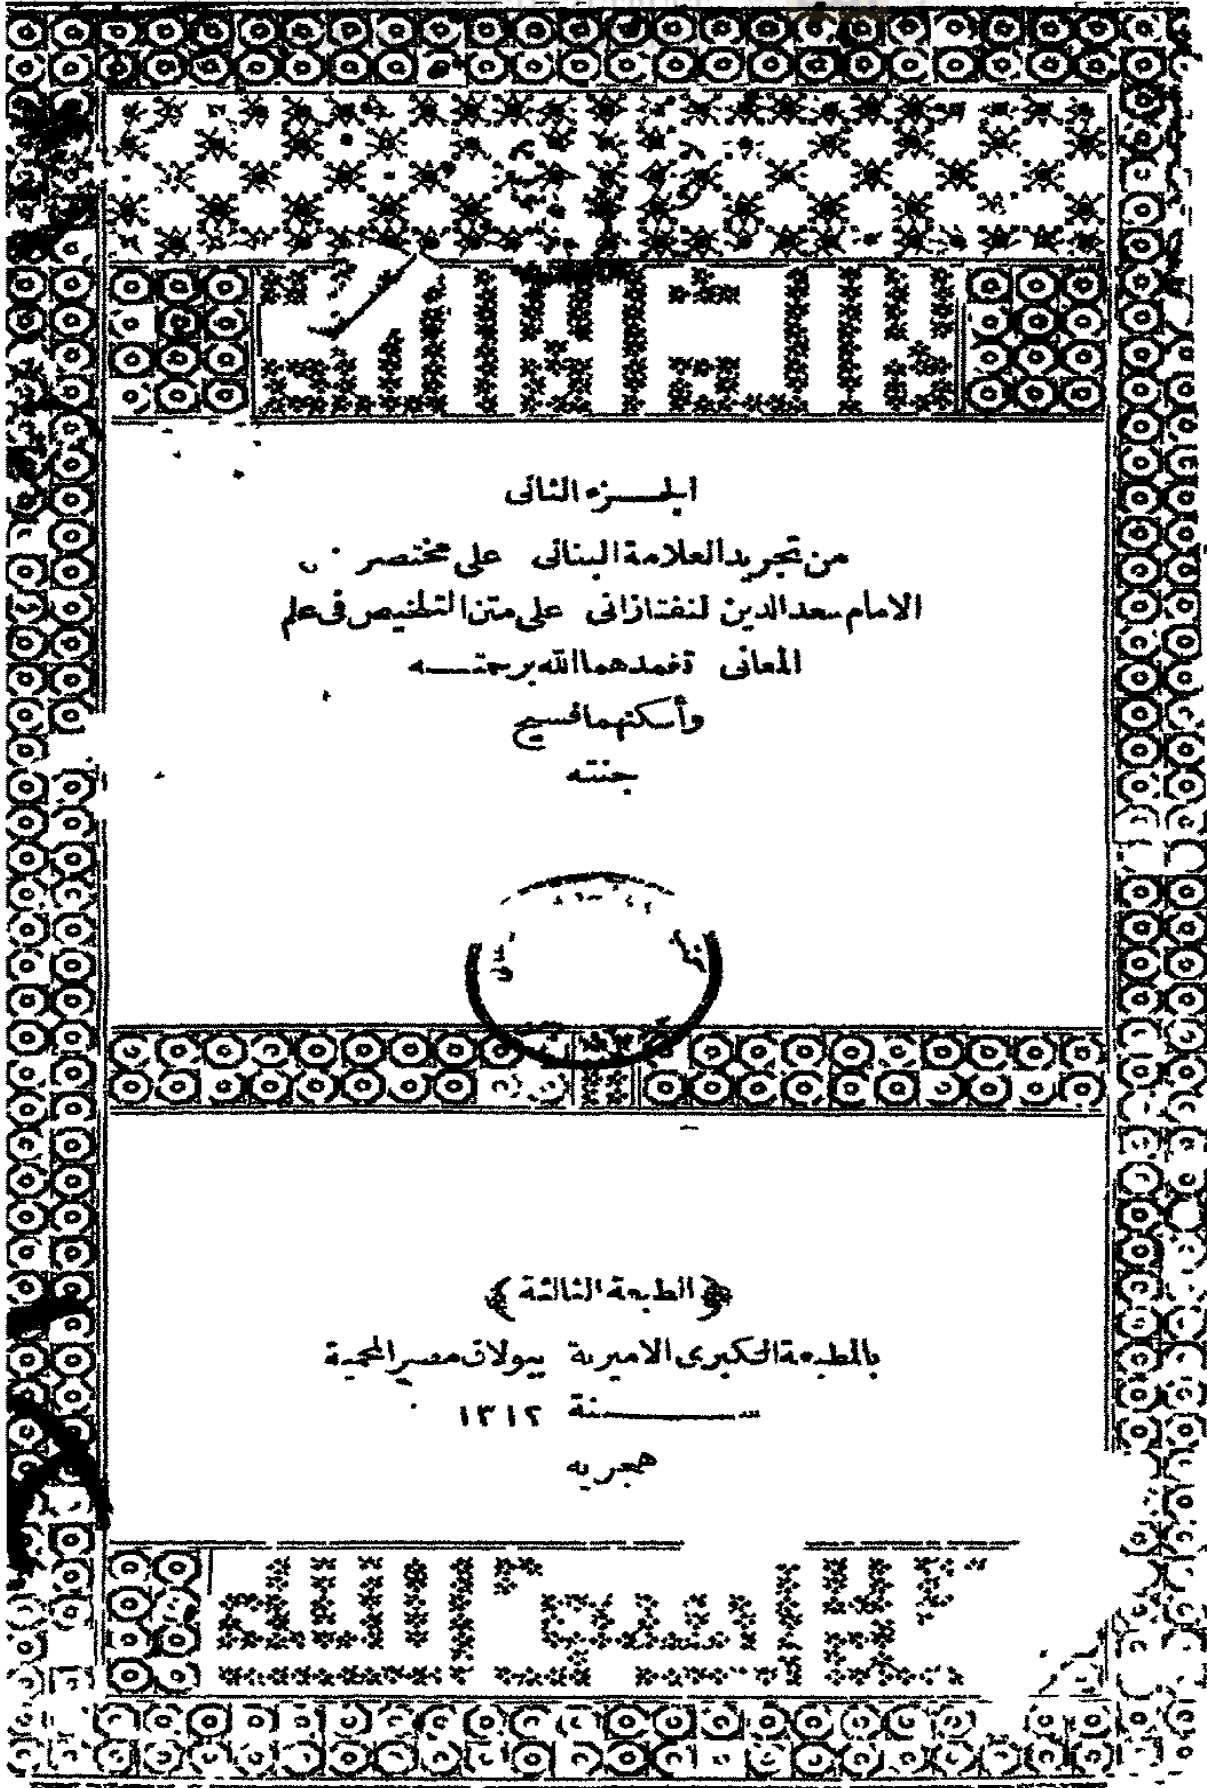 الجزء الثانى
من تجريد العلامة البنانى على مختصر
الامام سعد الدين لتفتازانى على متن التلخيص فى علم
المعانى تغمدهما الله برحمته
وأسكنهما فسيح
جنته
﴿الطبعة الثالثة﴾
بالمطبعة الكبرى الاميرية ببولاق مصر المحمية
سنة ١٣١٢
هجريه